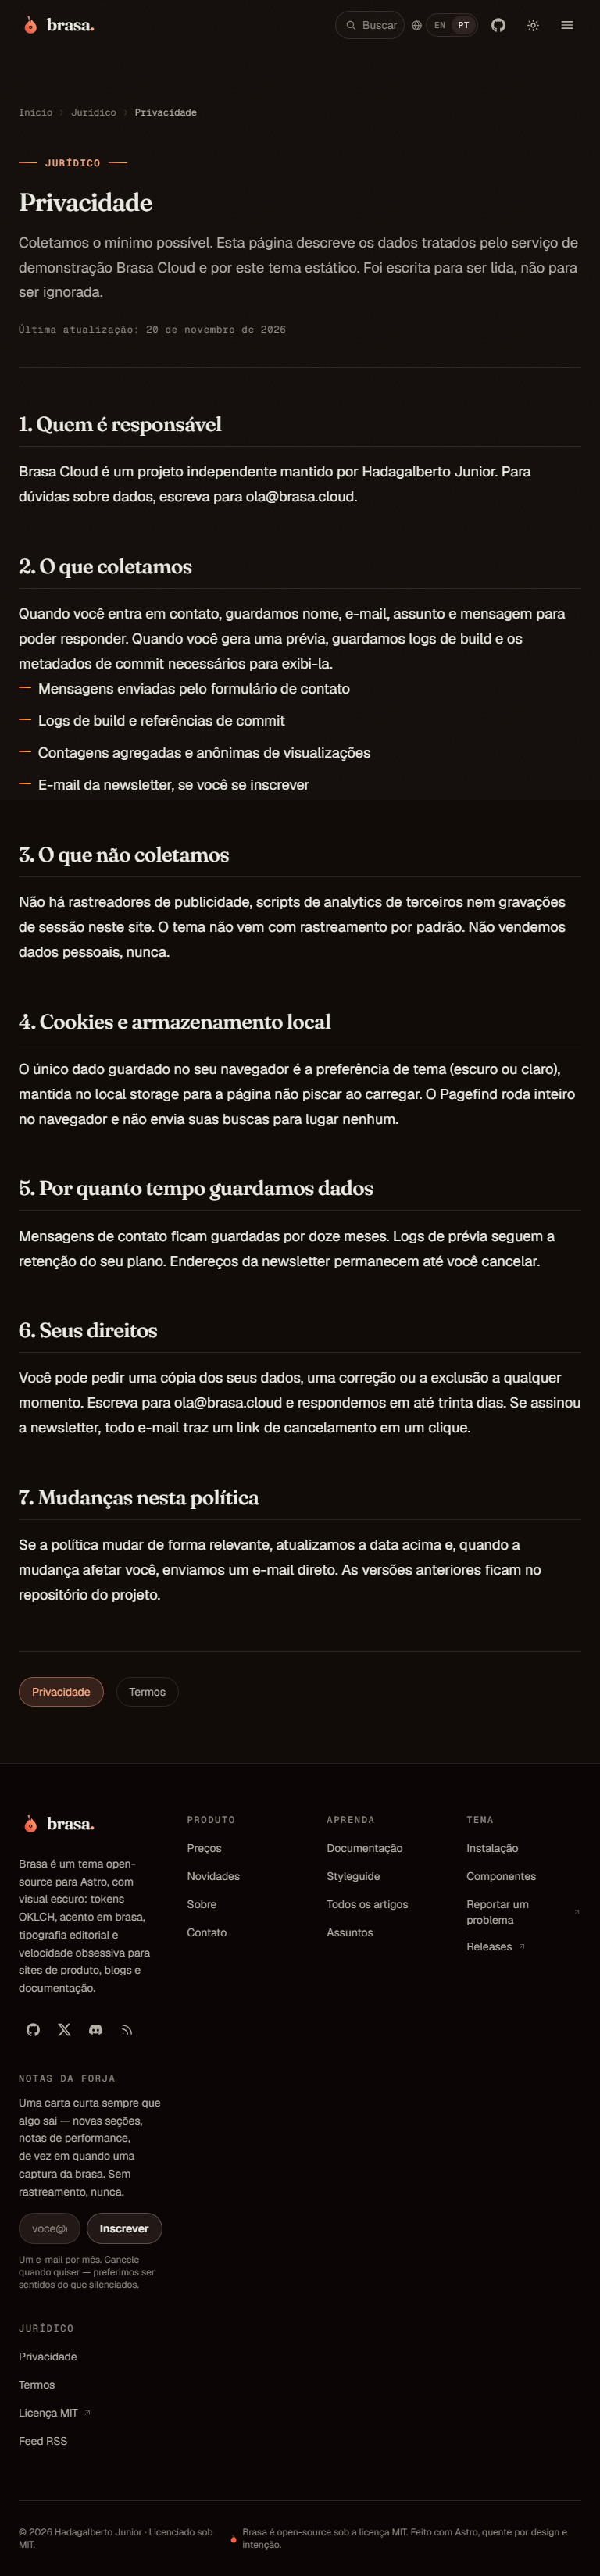 brasa.
Buscar
EN PT
Início › Jurídico › Privacidade
JURÍDICO
Privacidade
Coletamos o mínimo possível. Esta página descreve os dados tratados pelo serviço de
demonstração Brasa Cloud e por este tema estático. Foi escrita para ser lida, não para
ser ignorada.
Última atualização: 20 de novembro de 2026
1. Quem é responsável
Brasa Cloud é um projeto independente mantido por Hadagalberto Junior. Para
dúvidas sobre dados, escreva para ola@brasa.cloud.
2. O que coletamos
Quando você entra em contato, guardamos nome, e-mail, assunto e mensagem para
poder responder. Quando você gera uma prévia, guardamos logs de build e os
metadados de commit necessários para exibi-la.
Mensagens enviadas pelo formulário de contato
Logs de build e referências de commit
Contagens agregadas e anônimas de visualizações
E-mail da newsletter, se você se inscrever
3. O que não coletamos
Não há rastreadores de publicidade, scripts de analytics de terceiros nem gravações
de sessão neste site. O tema não vem com rastreamento por padrão. Não vendemos
dados pessoais, nunca.
4. Cookies e armazenamento local
O único dado guardado no seu navegador é a preferência de tema (escuro ou claro),
mantida no local storage para a página não piscar ao carregar. O Pagefind roda inteiro
no navegador e não envia suas buscas para lugar nenhum.
5. Por quanto tempo guardamos dados
Mensagens de contato ficam guardadas por doze meses. Logs de prévia seguem a
retenção do seu plano. Endereços da newsletter permanecem até você cancelar.
6. Seus direitos
Você pode pedir uma cópia dos seus dados, uma correção ou a exclusão a qualquer
momento. Escreva para ola@brasa.cloud e respondemos em até trinta dias. Se assinou
a newsletter, todo e-mail traz um link de cancelamento em um clique.
7. Mudanças nesta política
Se a política mudar de forma relevante, atualizamos a data acima e, quando a
mudança afetar você, enviamos um e-mail direto. As versões anteriores ficam no
repositório do projeto.
Privacidade
Termos
brasa.
Brasa é um tema open-
source para Astro, com
visual escuro: tokens
OKLCH, acento em brasa,
tipografia editorial e
velocidade obsessiva para
sites de produto, blogs e
documentação.
PRODUTO
Preços
Novidades
Sobre
Contato
APRENDA
Documentação
Styleguide
Todos os artigos
Assuntos
TEMA
Instalação
Componentes
Reportar um
problema
Releases
NOTAS DA FORJA
Uma carta curta sempre que
algo sai — novas seções,
notas de performance,
de vez em quando uma
captura da brasa. Sem
rastreamento, nunca.
voce@
Inscrever
Um e-mail por mês. Cancele
quando quiser — preferimos ser
sentidos do que silenciados.
JURÍDICO
Privacidade
Termos
Licença MIT
Feed RSS
© 2026 Hadagalberto Junior · Licenciado sob
MIT.
Brasa é open-source sob a licença MIT. Feito com Astro, quente por design e
intenção.